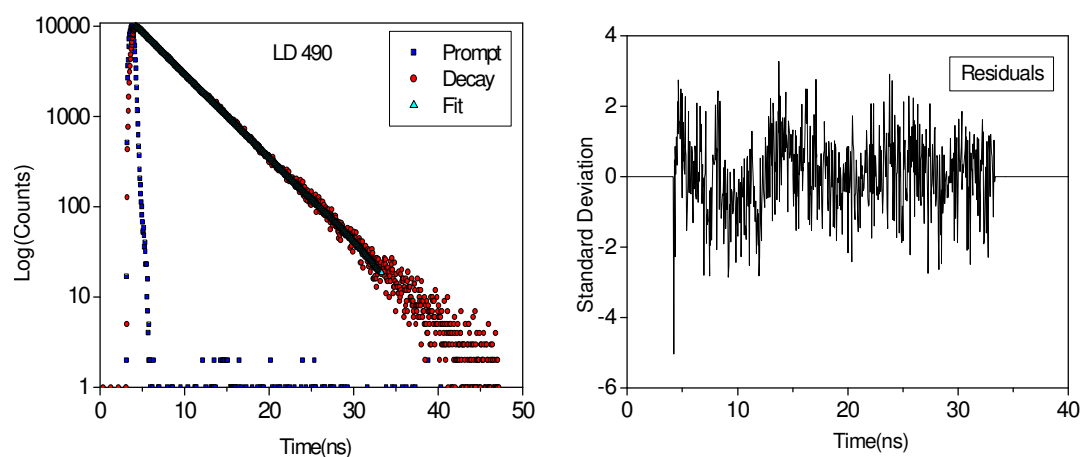 LD 490
Prompt
Decay
Fit
Log(Counts)
10000
1000
100
10
1
0 10 20 30 40 50
Time(ns)
Residuals
Standard Deviation
4
2
0
-2
-4
-6
0 10 20 30 40
Time(ns)